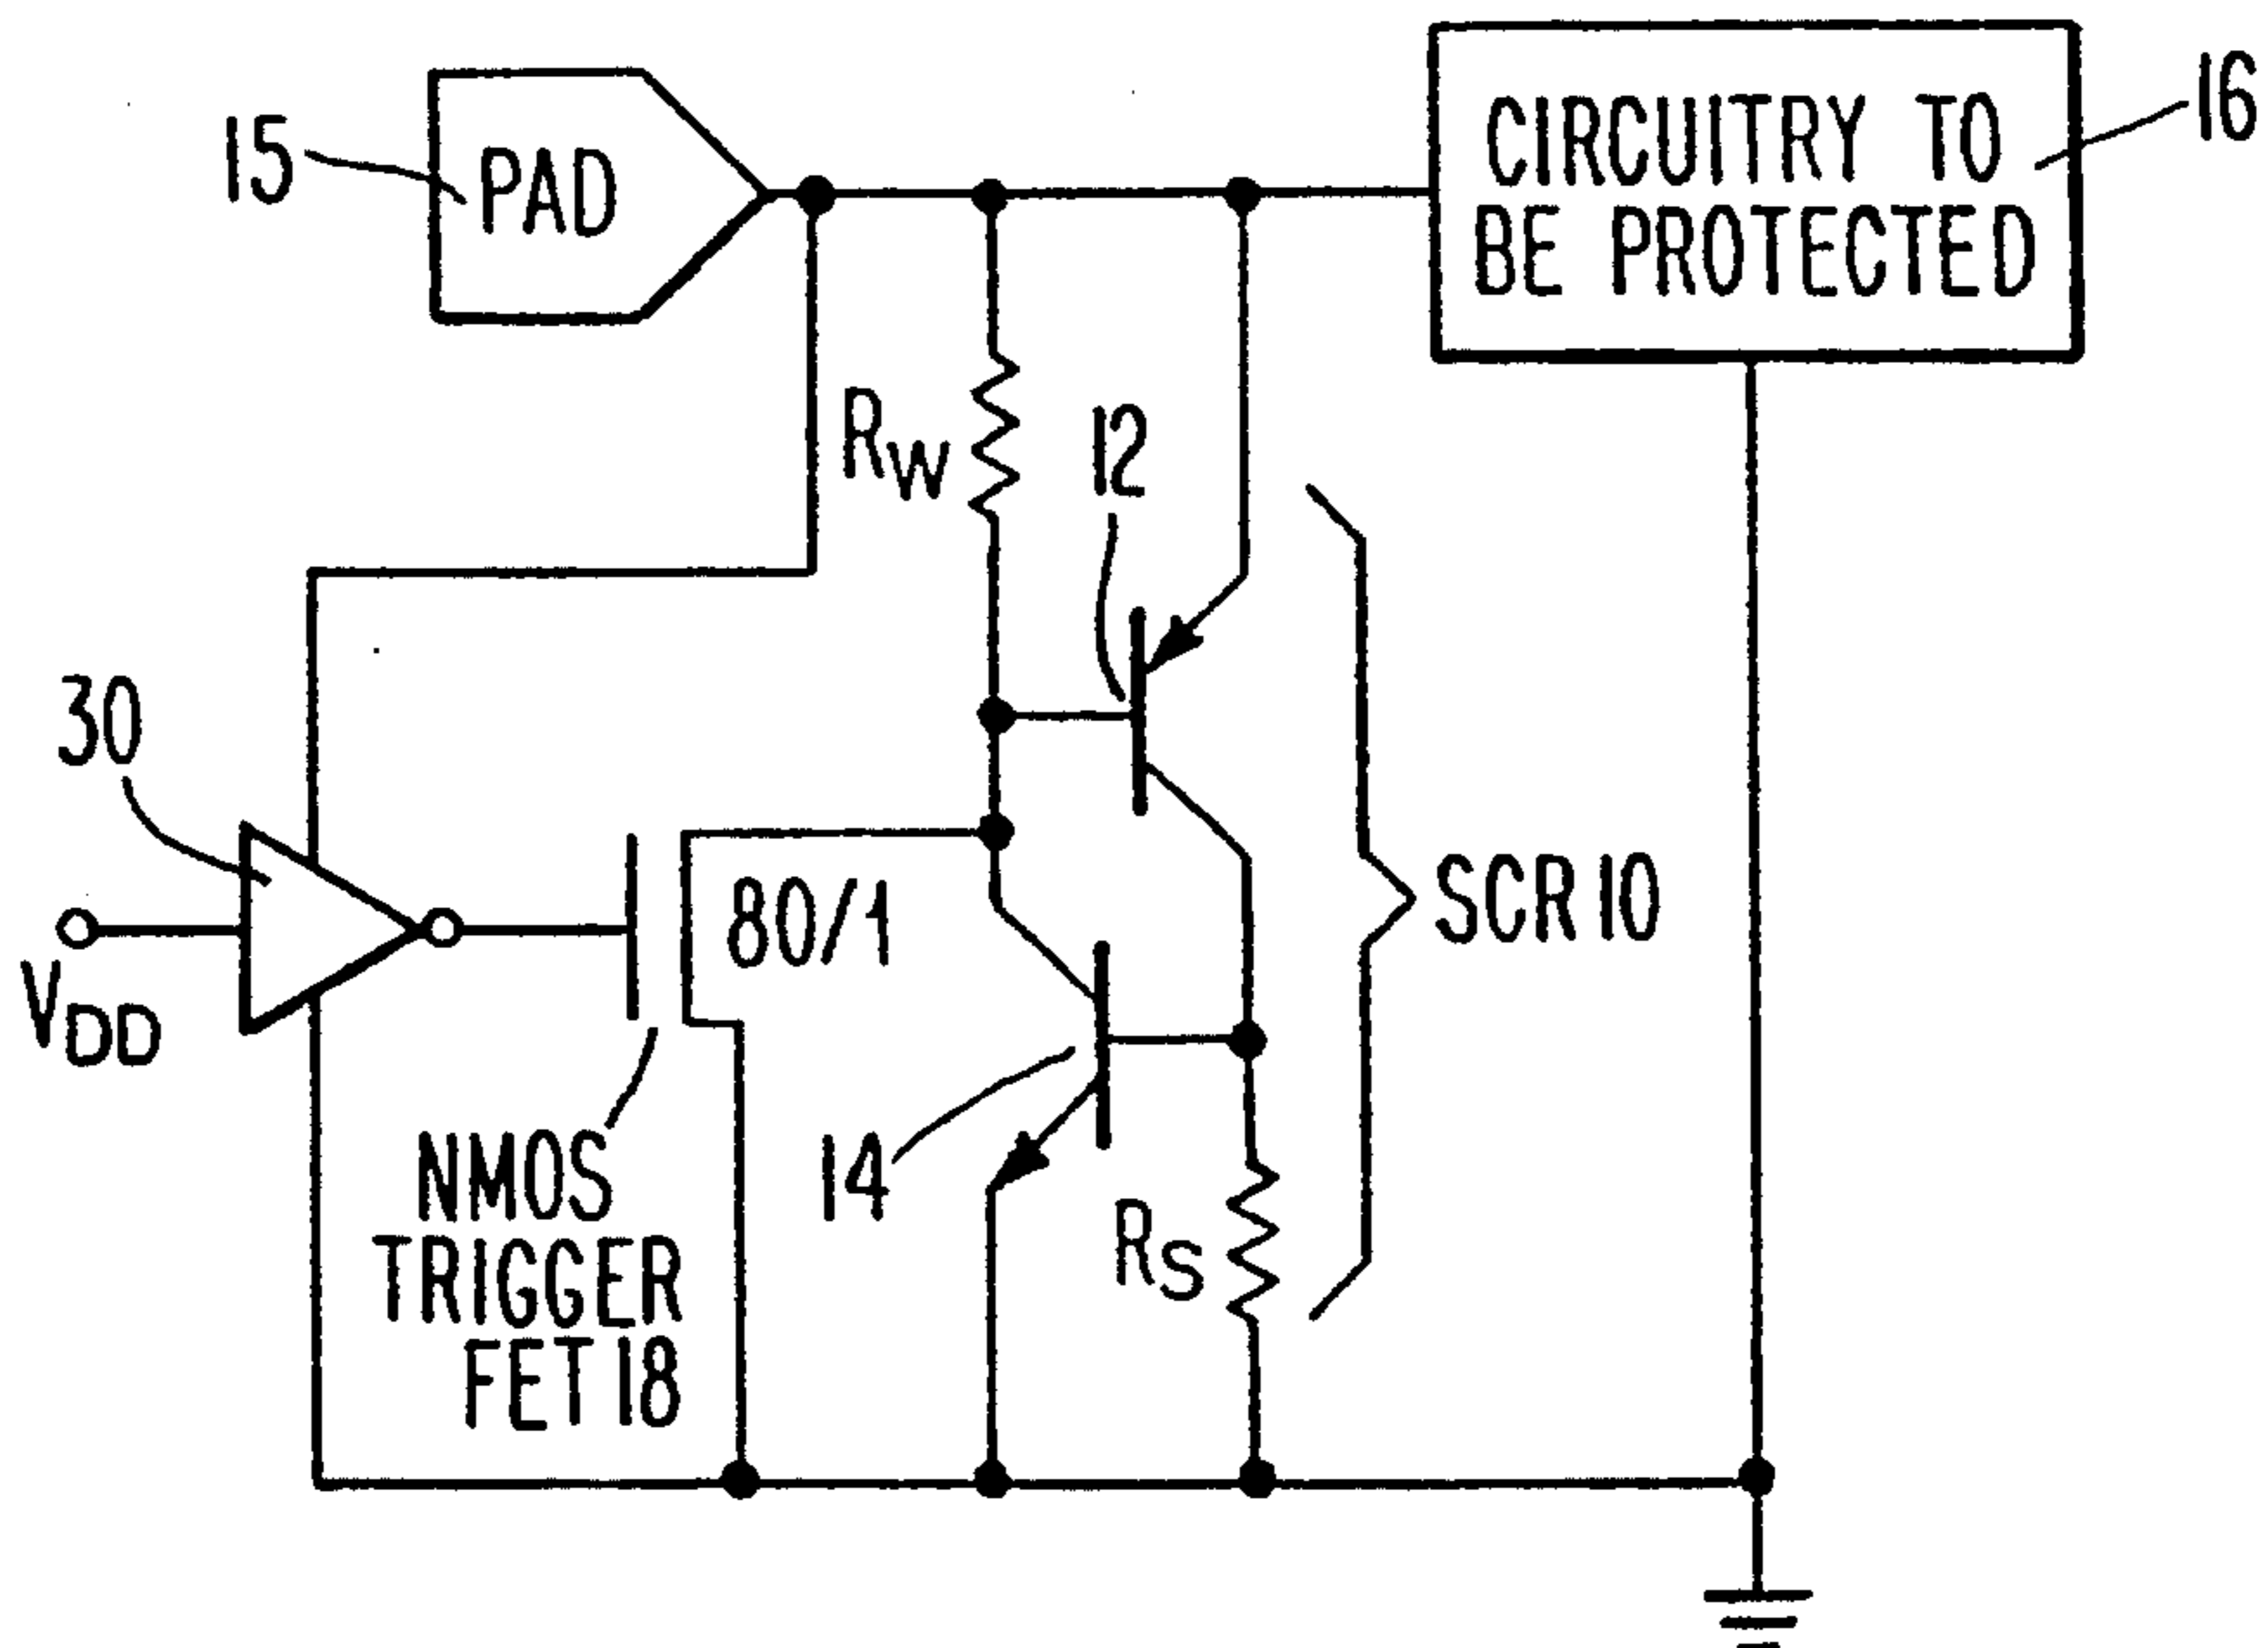 15
PAD
CIRCUITRY TO
BE PROTECTED
16
RW
12
30
VDD
80/1
SCR 10
NMOS
TRIGGER
FET 18
14
RS